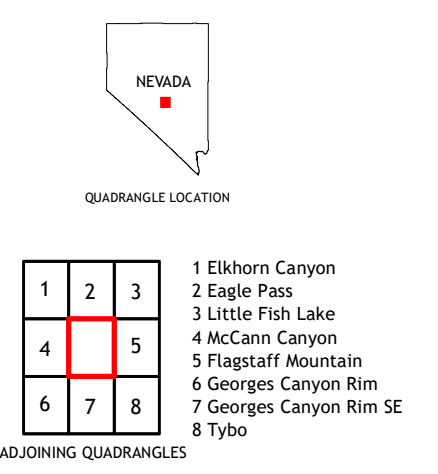 NEVADA
QUADRANGLE LOCATION
1 2 3
4 5
6 7 8
ADJOINING QUADRANGLES
1 Elkhorn Canyon
2 Eagle Pass
3 Little Fish Lake
4 McCann Canyon
5 Flagstaff Mountain
6 Georges Canyon Rim
7 Georges Canyon Rim SE
8 Tybo